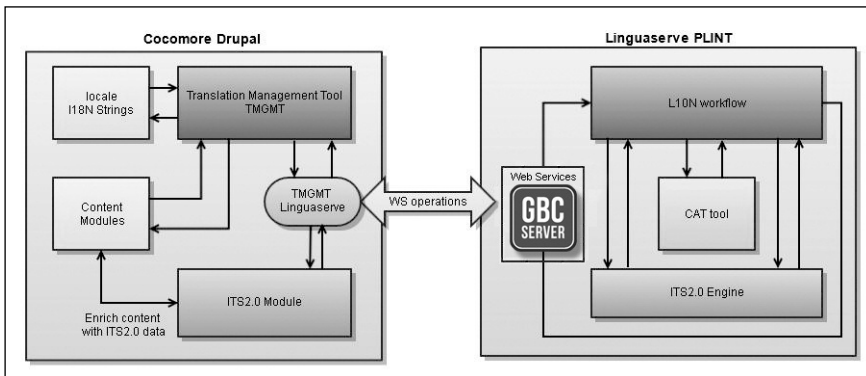 Cocomore Drupal
locale
I18N Strings
Translation Management Tool
TMGMT
Content
Modules
TMGMT
Linguaserve
ITS2.0 Module
Enrich content
with ITS2.0 data
WS operations
Linguaserve PLINT
L10N workflow
Web Services
GBC
SERVER
CAT tool
ITS2.0 Engine